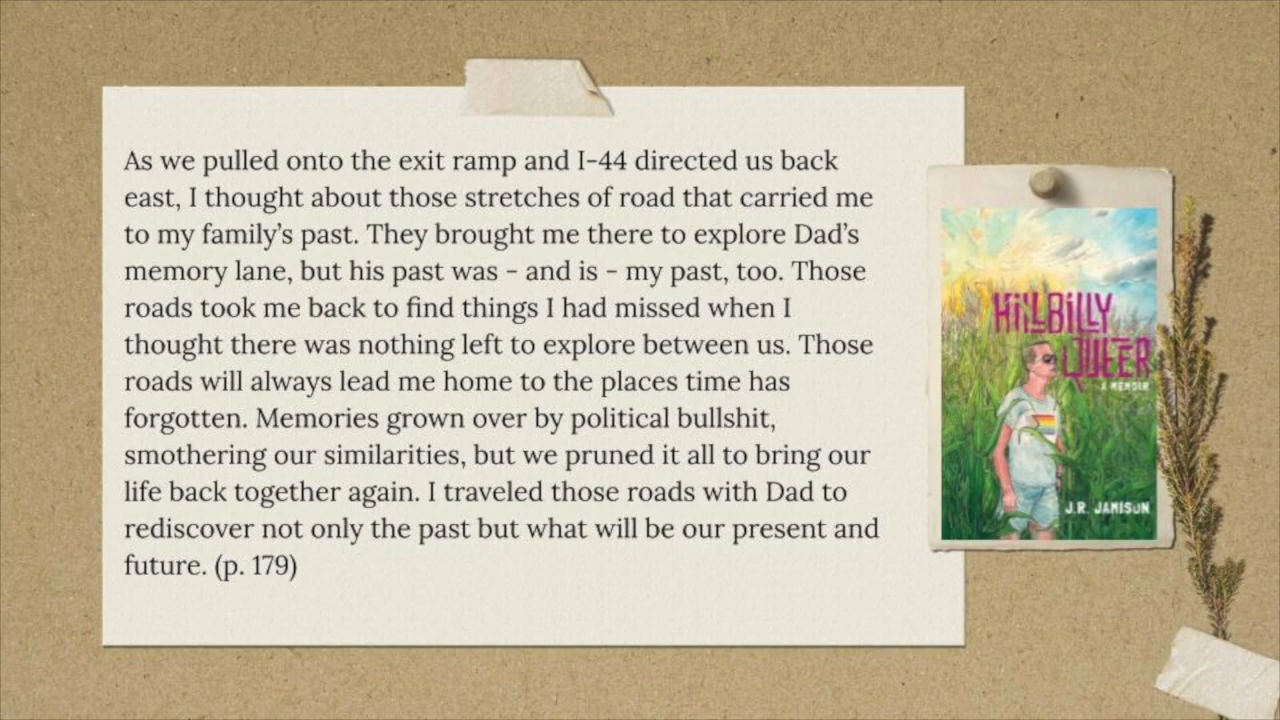 As we pulled onto the exit ramp and I-44 directed us back
east, I thought about those stretches of road that carried me
to my family’s past. They brought me there to explore Dad’s
memory lane, but his past was - and is - my past, too. Those
roads took me back to find things I had missed when I
thought there was nothing left to explore between us. Those
roads will always lead me home to the places time has
forgotten. Memories grown over by political bullshit,
smothering our similarities, but we pruned it all to bring our
life back together again. I traveled those roads with Dad to
rediscover not only the past but what will be our present and
future. (p. 179)
HILLBILLY
QUEER
A MEMOIR
J.R. JAMISON